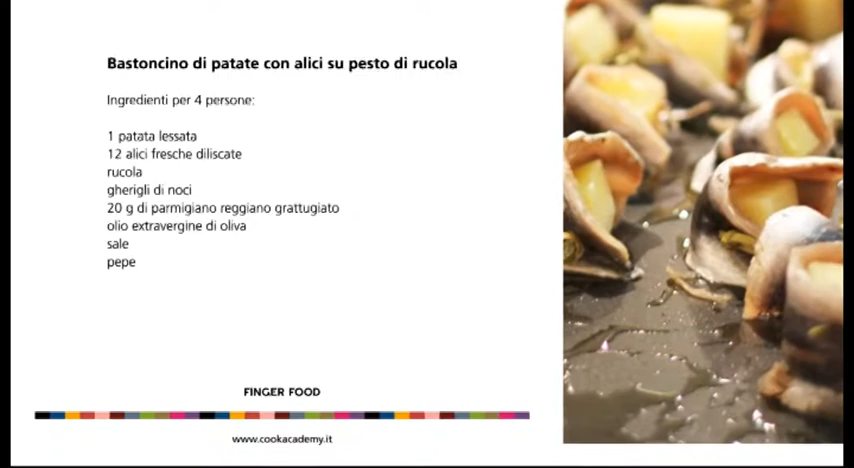 Bastoncino di patate con alici su pesto di rucola
Ingredienti per 4 persone:
1 patata lessata
12 alici fresche diliscate
rucola
gherigli di noci
20 g di parmigiano reggiano grattugiato
olio extravergine di oliva
sale
pepe
FINGER FOOD
www.cookacademy.it